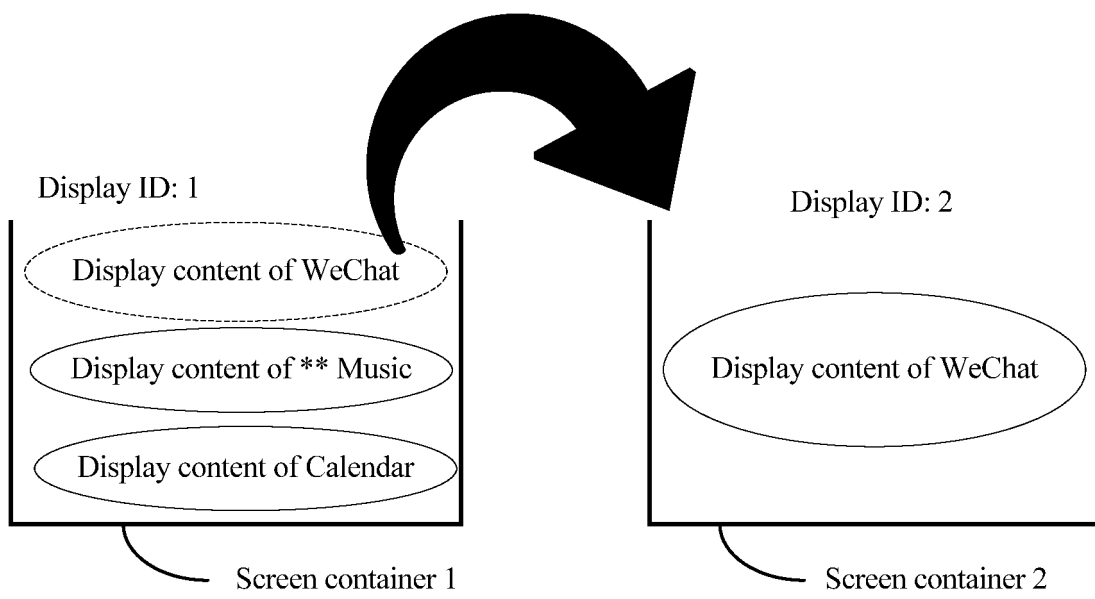 Display ID: 1
Display content of WeChat
Display content of ** Music
Display content of Calendar
Screen container 1
Display ID: 2
Display content of WeChat
Screen container 2